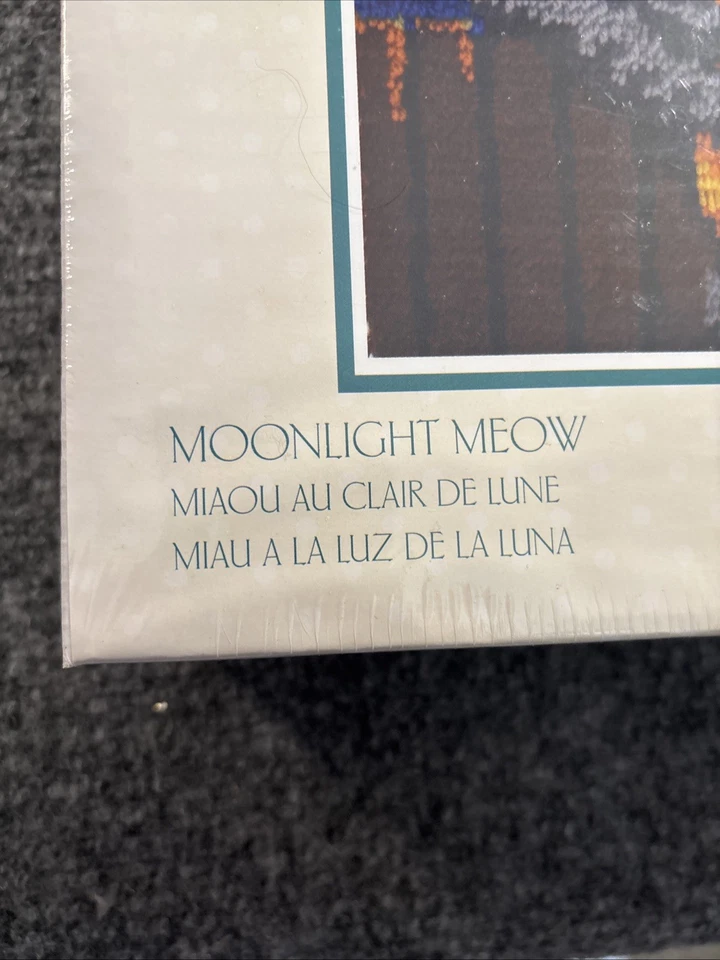 MOONLIGHT MEOW
MIAOU AU CLAIR DE LUNE
MIAU A LA LUZ DE LA LUNA